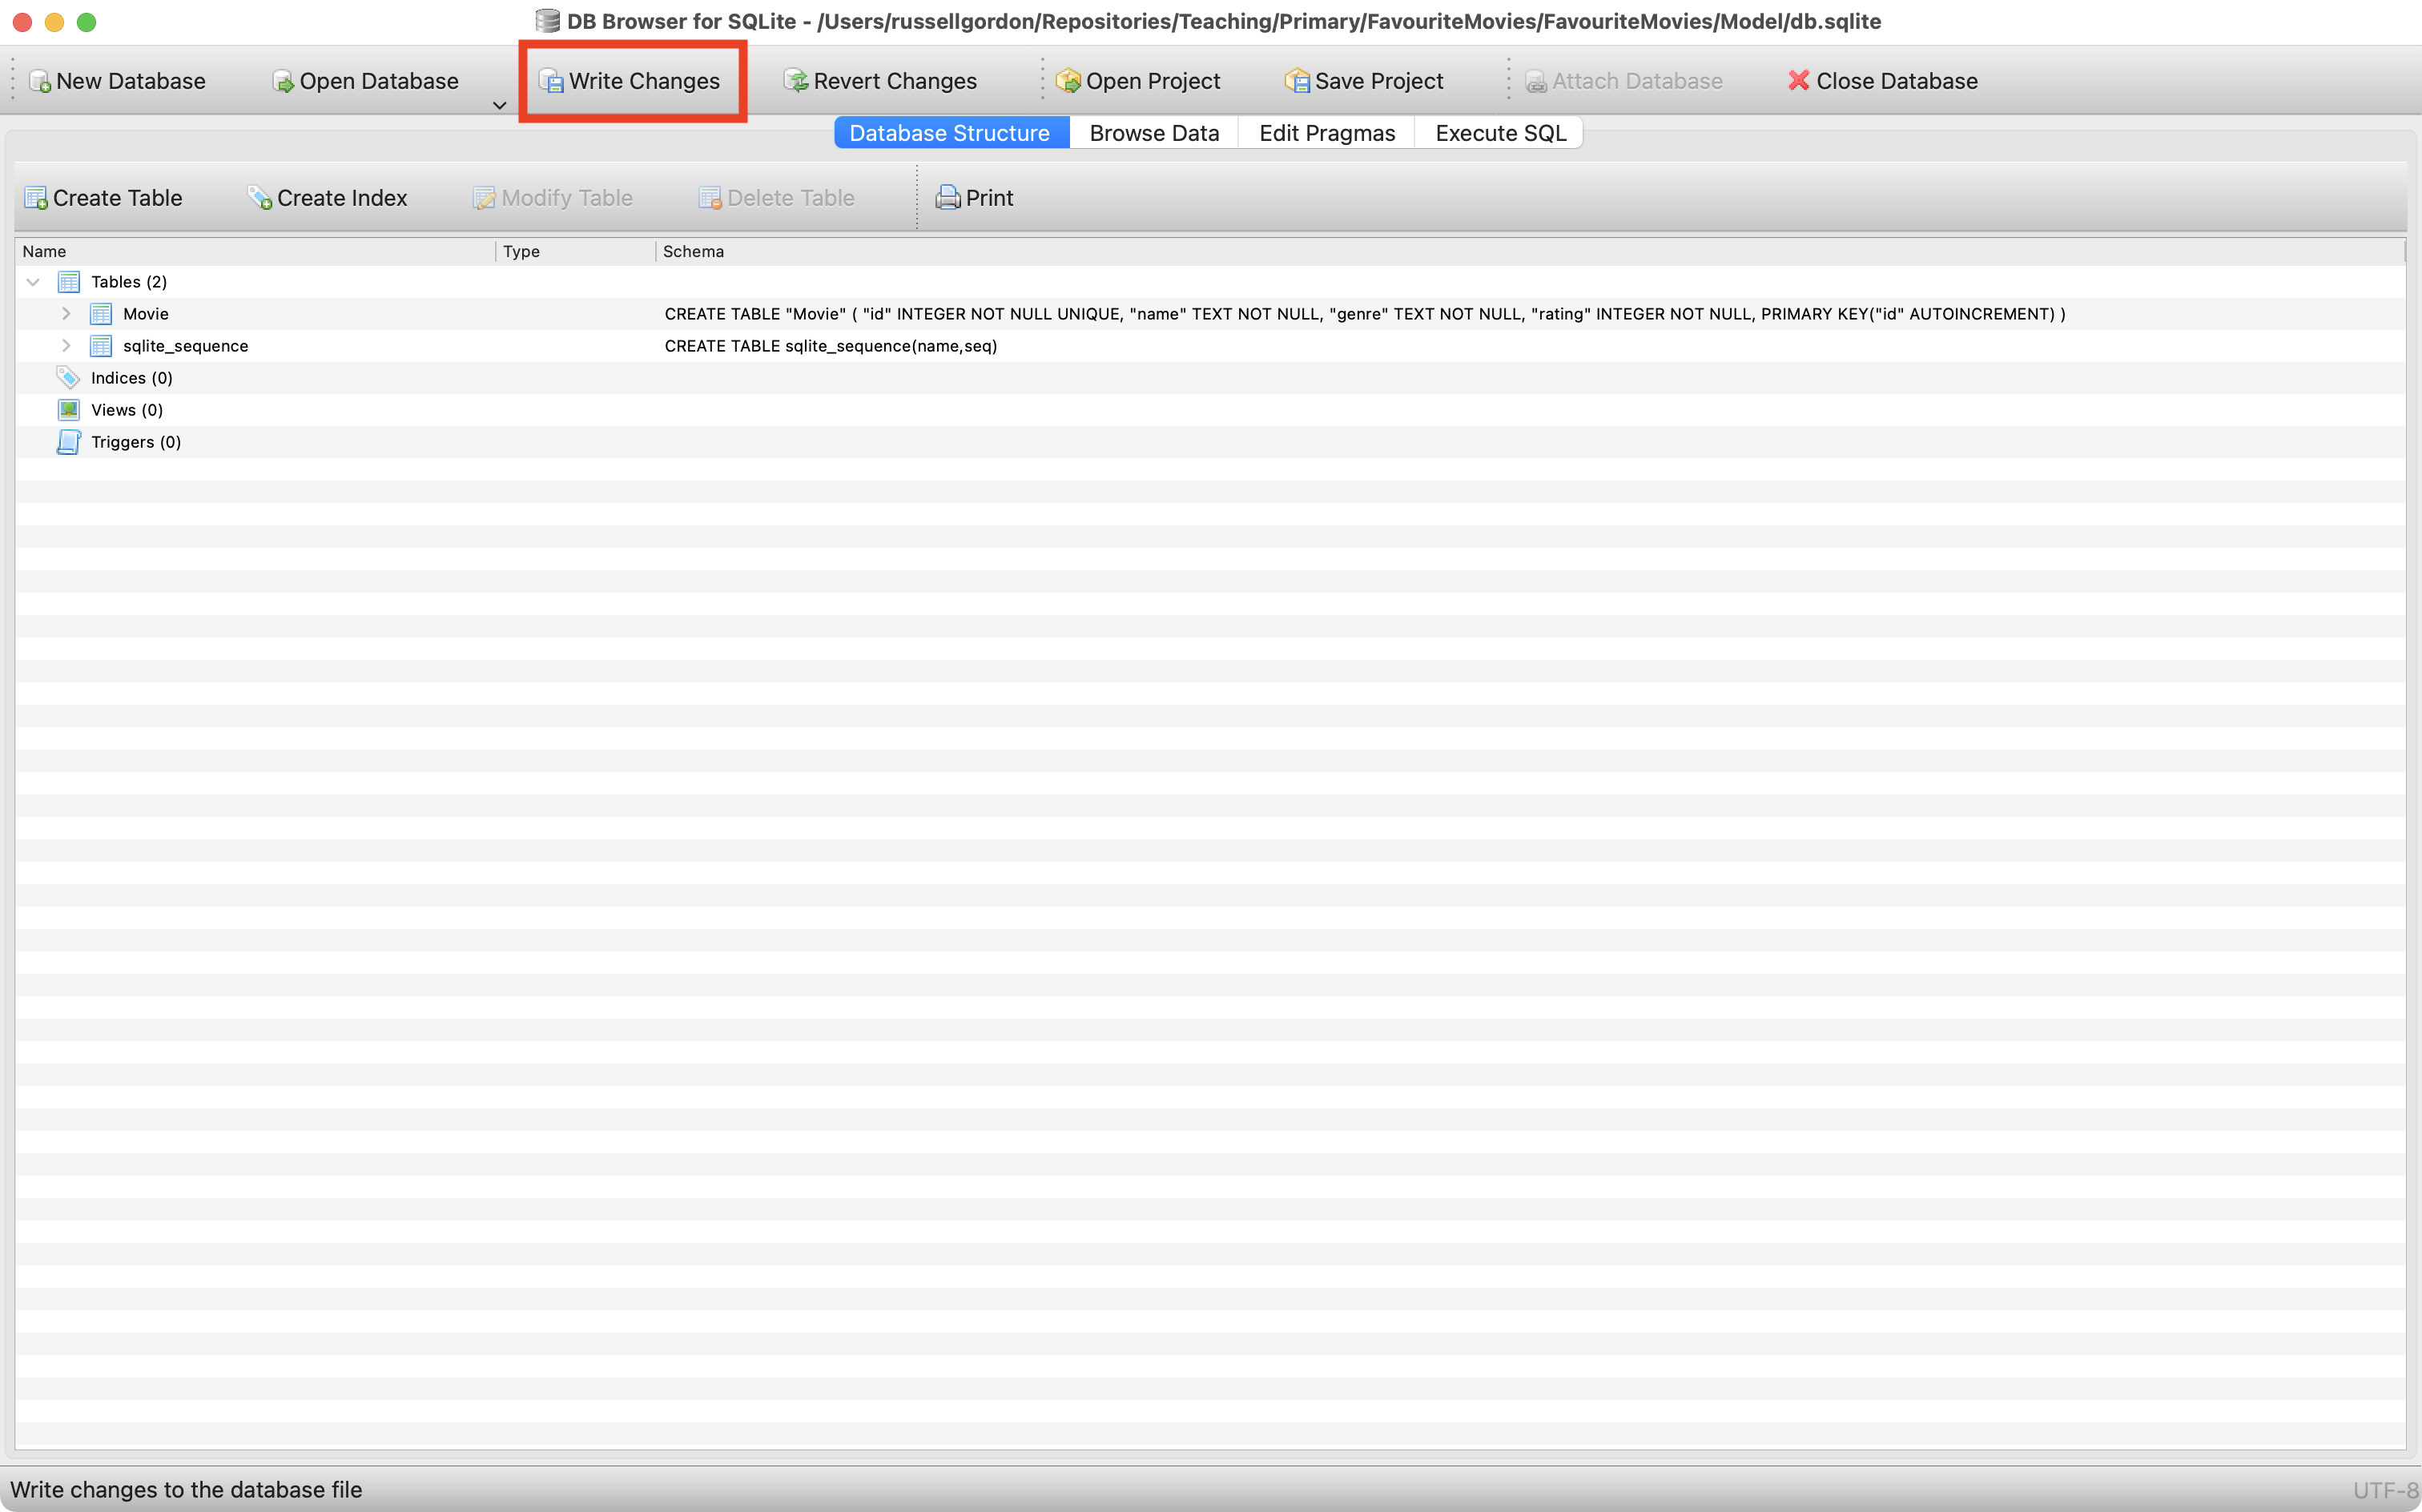 DB Browser for SQLite - /Users/russellgordon/Repositories/Teaching/Primary/FavouriteMovies/FavouriteMovies/Model/db.sqlite
New Database Open Database Write Changes Revert Changes Open Project Save Project Attach Database Close Database
Database Structure Browse Data Edit Pragmas Execute SQL
Create Table Create Index Modify Table Delete Table Print
Name Type Schema
Tables (2)
Movie CREATE TABLE "Movie" ( "id" INTEGER NOT NULL UNIQUE, "name" TEXT NOT NULL, "genre" TEXT NOT NULL, "rating" INTEGER NOT NULL, PRIMARY KEY("id" AUTOINCREMENT) )
sqlite_sequence CREATE TABLE sqlite_sequence(name,seq)
Indices (0)
Views (0)
Triggers (0)
Write changes to the database file UTF-8